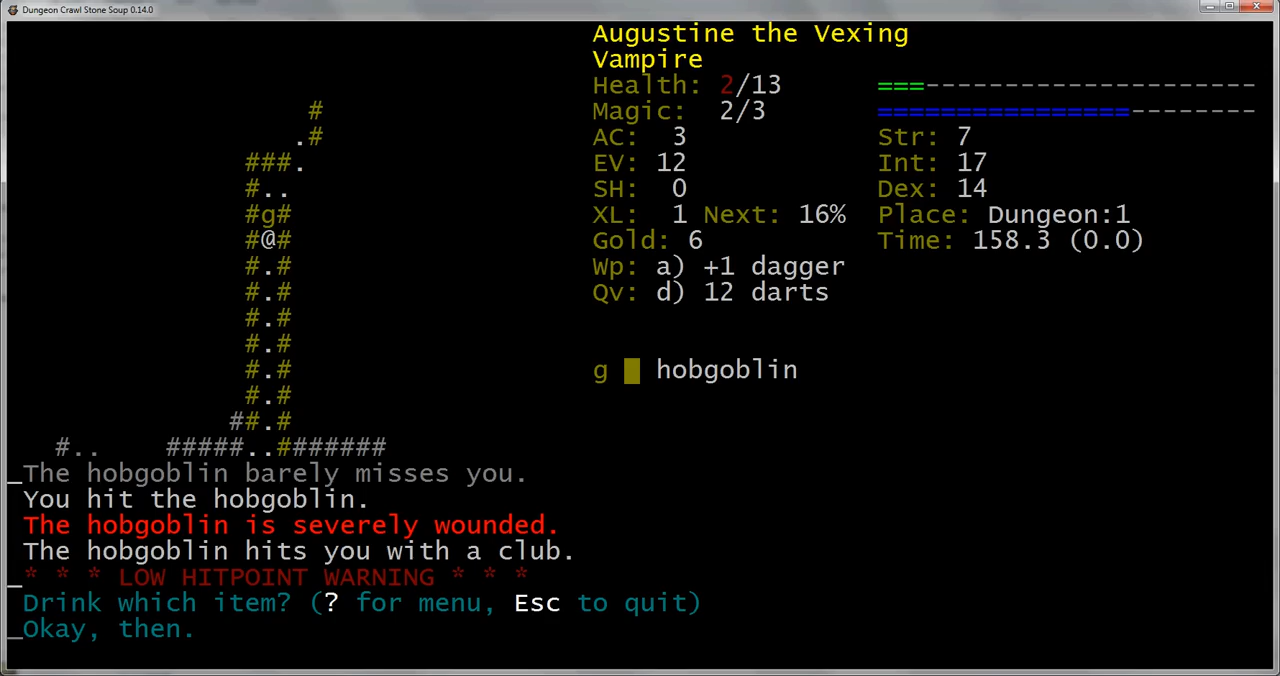 Dungeon Crawl Stone Soup 0.14.0
Augustine the Vexing
Vampire
Health: 2/13 ===---------------------
Magic: 2/3 ================--------
AC: 3 Str: 7
EV: 12 Int: 17
SH: 0 Dex: 14
XL: 1 Next: 16% Place: Dungeon:1
Gold: 6 Time: 158.3 (0.0)
Wp: a) +1 dagger
Qv: d) 12 darts
g hobgoblin
#
.#
###.
#..
#g#
#@#
#.#
#.#
#.#
#.#
#.#
#.#
##.#
#.. #####..#######
_The hobgoblin barely misses you.
You hit the hobgoblin.
The hobgoblin is severely wounded.
The hobgoblin hits you with a club.
_* * * LOW HITPOINT WARNING * * *
Drink which item? (? for menu, Esc to quit)
_Okay, then.